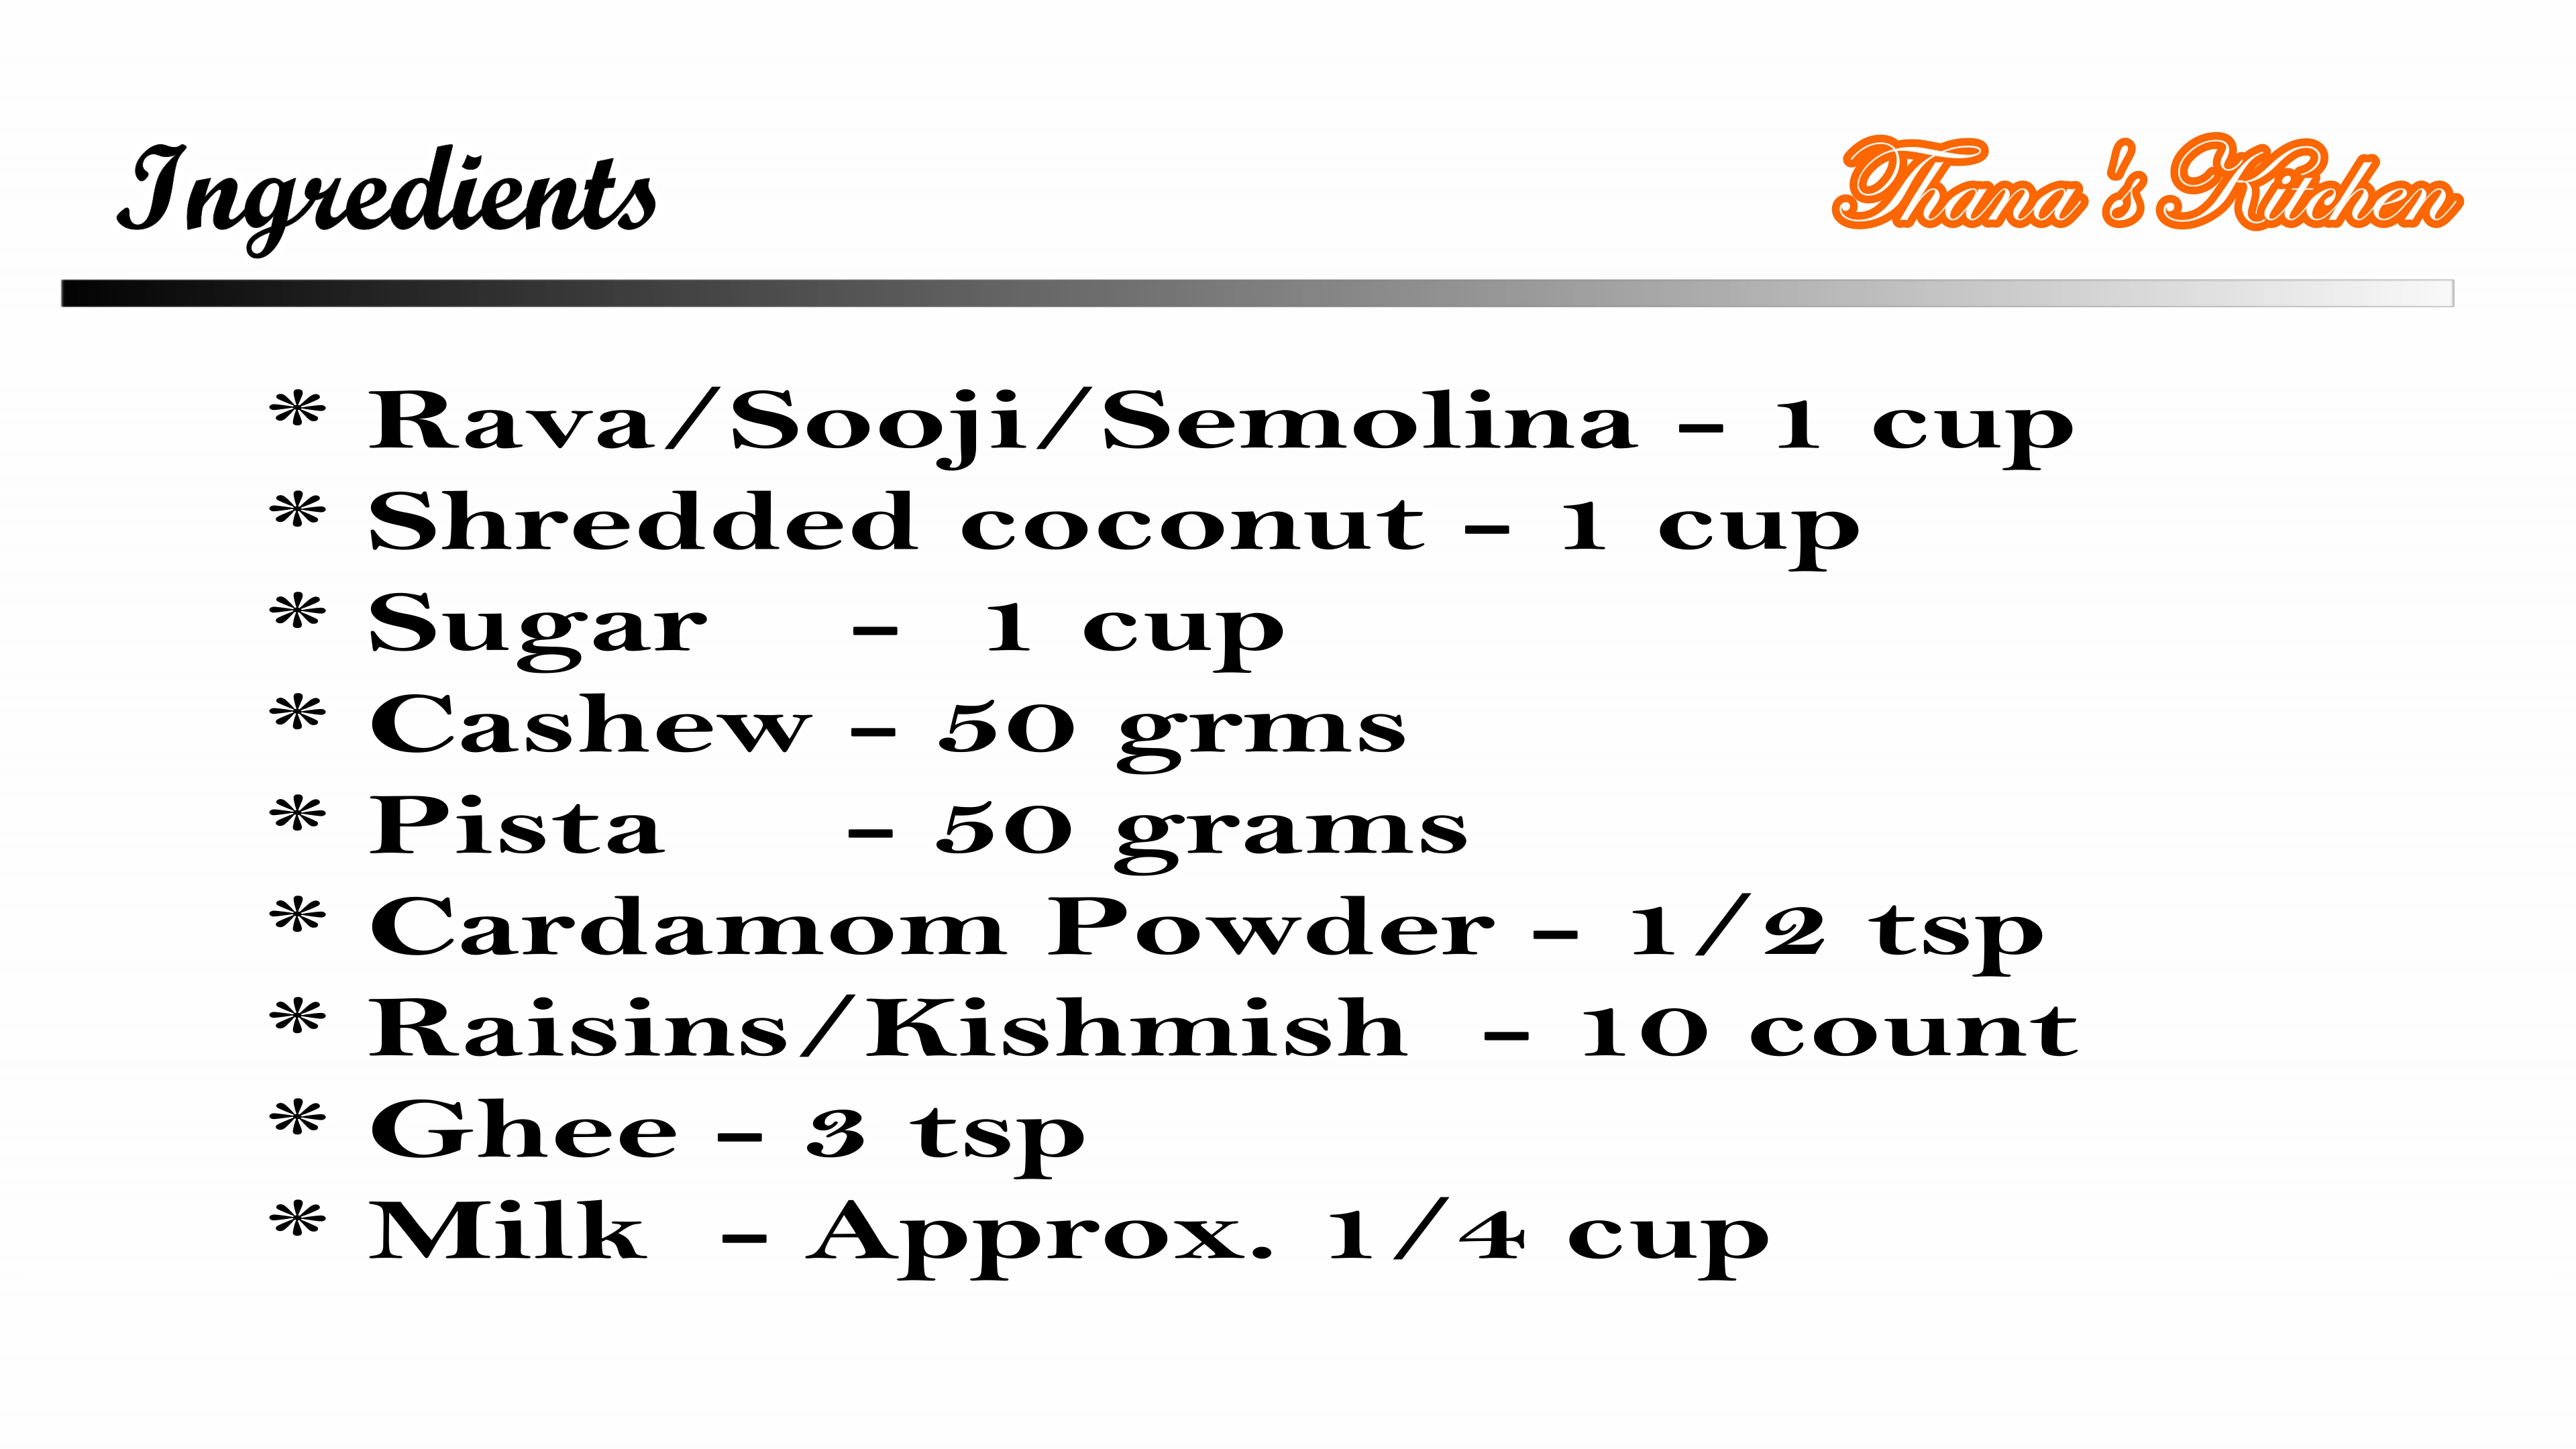 Ingredients
Thana's Kitchen
* Rava/Sooji/Semolina - 1 cup
* Shredded coconut - 1 cup
* Sugar - 1 cup
* Cashew - 50 grms
* Pista - 50 grams
* Cardamom Powder - 1/2 tsp
* Raisins/Kishmish - 10 count
* Ghee - 3 tsp
* Milk - Approx. 1/4 cup